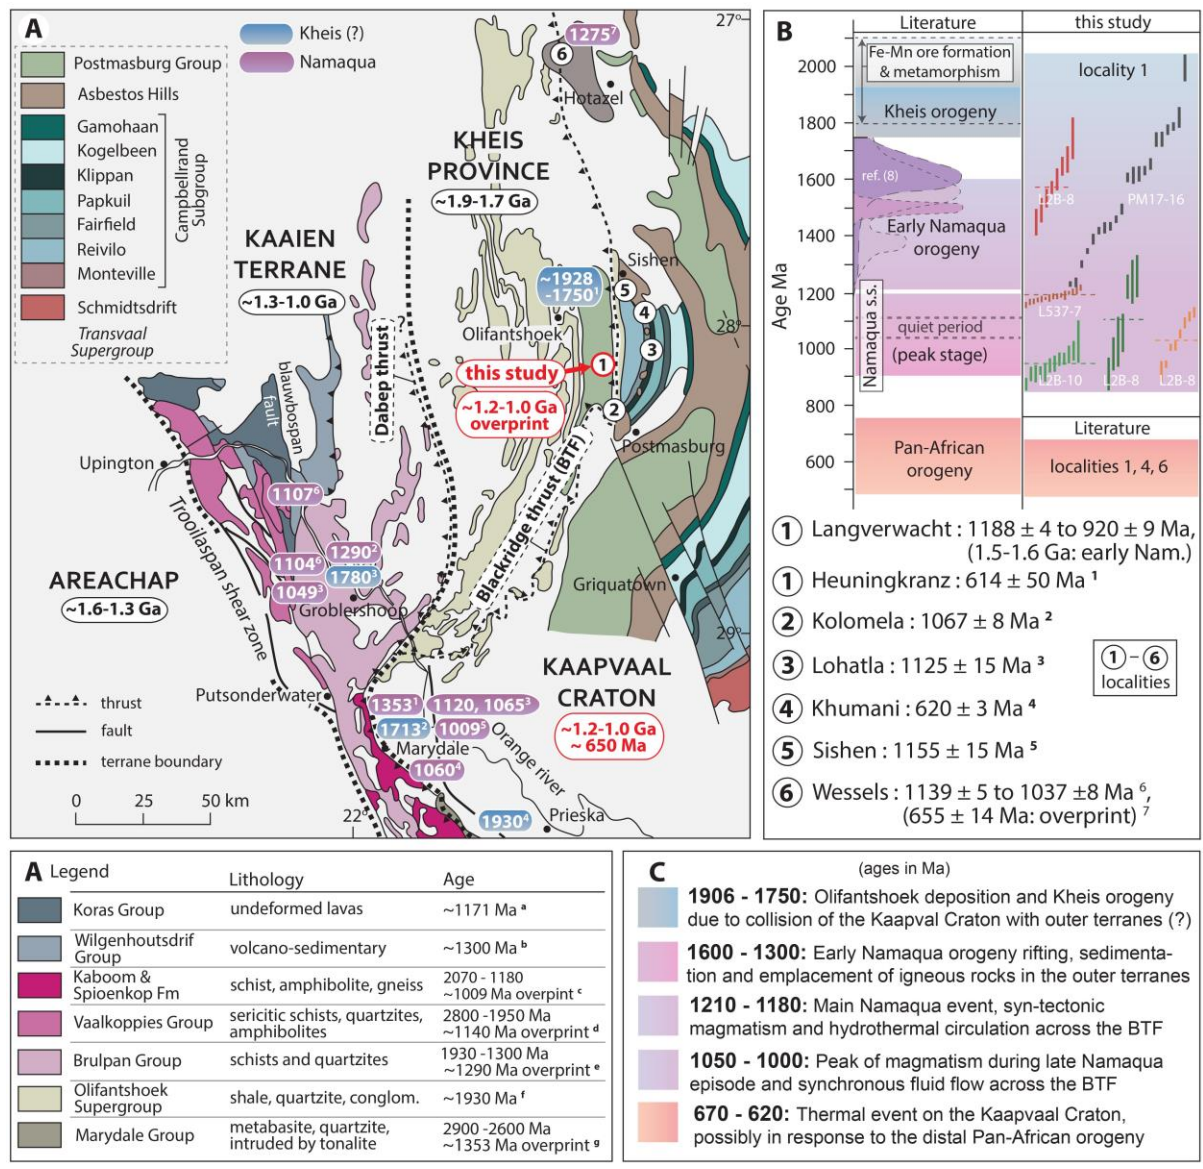 A
Kheis (?)
Namaqua
Postmasburg Group
Asbestos Hills
Gamohaan
Kogelbeen
Klippan
Papkuil
Fairfield
Reivilo
Monteville
Campbellrand
Subgroup
Schmidtsdrift
Transvaal
Supergroup
27º
1275⁷
6
Hotazel
KHEIS
PROVINCE
~1.9-1.7 Ga
KAAIEN
TERRANE
~1.3-1.0 Ga
Sishen
~1928
-1750¹
5
4
28º
Olifantshoek
3
this study
1
~1.2-1.0 Ga
overprint
2
Postmasburg
Dabep thrust
?
blauwbospan
fault
Upington
Blackridge thrust (BTF)
1107⁶
Trooilaspan shear zone
1290²
1104⁶
1780³
1049³
Groblershoop
AREACHAP
~1.6-1.3 Ga
Griquatown
29º
KAAPVAAL
CRATON
~1.2-1.0 Ga
~ 650 Ma
Putsonderwater
1353¹
1120, 1065³
1713²
1009⁵
Marydale
Orange river
1060⁴
1930⁴
Prieska
thrust
fault
terrane boundary
0 25 50 km
22º
B
Literature
this study
Age Ma
2000
1800
1600
1400
1200
1000
800
600
Fe-Mn ore formation
& metamorphism
locality 1
Kheis orogeny
ref. (8)
L2B-8
PM17-16
Early Namaqua
orogeny
Namaqua s.s.
L537-7
quiet period
(peak stage)
L2B-10
L2B-8
L2B-8
Literature
Pan-African
orogeny
localities 1, 4, 6
1 Langverwacht : 1188 ± 4 to 920 ± 9 Ma,
(1.5-1.6 Ga: early Nam.)
1 Heuningkranz : 614 ± 50 Ma ¹
2 Kolomela : 1067 ± 8 Ma ²
3 Lohatla : 1125 ± 15 Ma ³
1 – 6
localities
4 Khumani : 620 ± 3 Ma ⁴
5 Sishen : 1155 ± 15 Ma ⁵
6 Wessels : 1139 ± 5 to 1037 ±8 Ma ⁶,
(655 ± 14 Ma: overprint) ⁷
A Legend
Lithology
Age
Koras Group undeformed lavas ~1171 Ma ᵃ
Wilgenhoutsdrif
Group volcano-sedimentary ~1300 Ma ᵇ
Kaboom &
Spioenkop Fm schist, amphibolite, gneiss 2070 - 1180
~1009 Ma overpint ᶜ
Vaalkoppies Group sericitic schists, quartzites,
amphibolites 2800 -1950 Ma
~1140 Ma overprint ᵈ
Brulpan Group schists and quartzites 1930 -1300 Ma
~1290 Ma overprint ᵉ
Olifantshoek
Supergroup shale, quartzite, conglom. ~1930 Ma ᶠ
Marydale Group metabasite, quartzite,
intruded by tonalite 2900 -2600 Ma
~1353 Ma overprint ᵍ
C
(ages in Ma)
1906 - 1750: Olifantshoek deposition and Kheis orogeny
due to collision of the Kaapval Craton with outer terranes (?)
1600 - 1300: Early Namaqua orogeny rifting, sedimenta-
tion and emplacement of igneous rocks in the outer terranes
1210 - 1180: Main Namaqua event, syn-tectonic
magmatism and hydrothermal circulation across the BTF
1050 - 1000: Peak of magmatism during late Namaqua
episode and synchronous fluid flow across the BTF
670 - 620: Thermal event on the Kaapvaal Craton,
possibly in response to the distal Pan-African orogeny